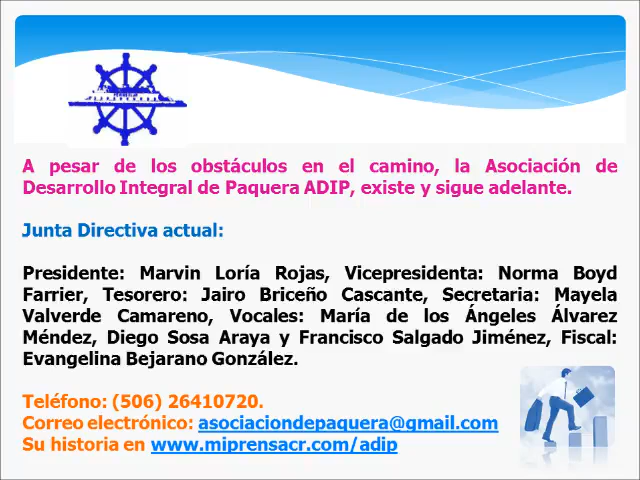 A pesar de los obstáculos en el camino, la Asociación de
Desarrollo Integral de Paquera ADIP, existe y sigue adelante.
Junta Directiva actual:
Presidente: Marvin Loría Rojas, Vicepresidenta: Norma Boyd
Farrier, Tesorero: Jairo Briceño Cascante, Secretaria: Mayela
Valverde Camareno, Vocales: María de los Ángeles Álvarez
Méndez, Diego Sosa Araya y Francisco Salgado Jiménez, Fiscal:
Evangelina Bejarano González.
Teléfono: (506) 26410720.
Correo electrónico: asociaciondepaquera@gmail.com
Su historia en www.miprensacr.com/adip